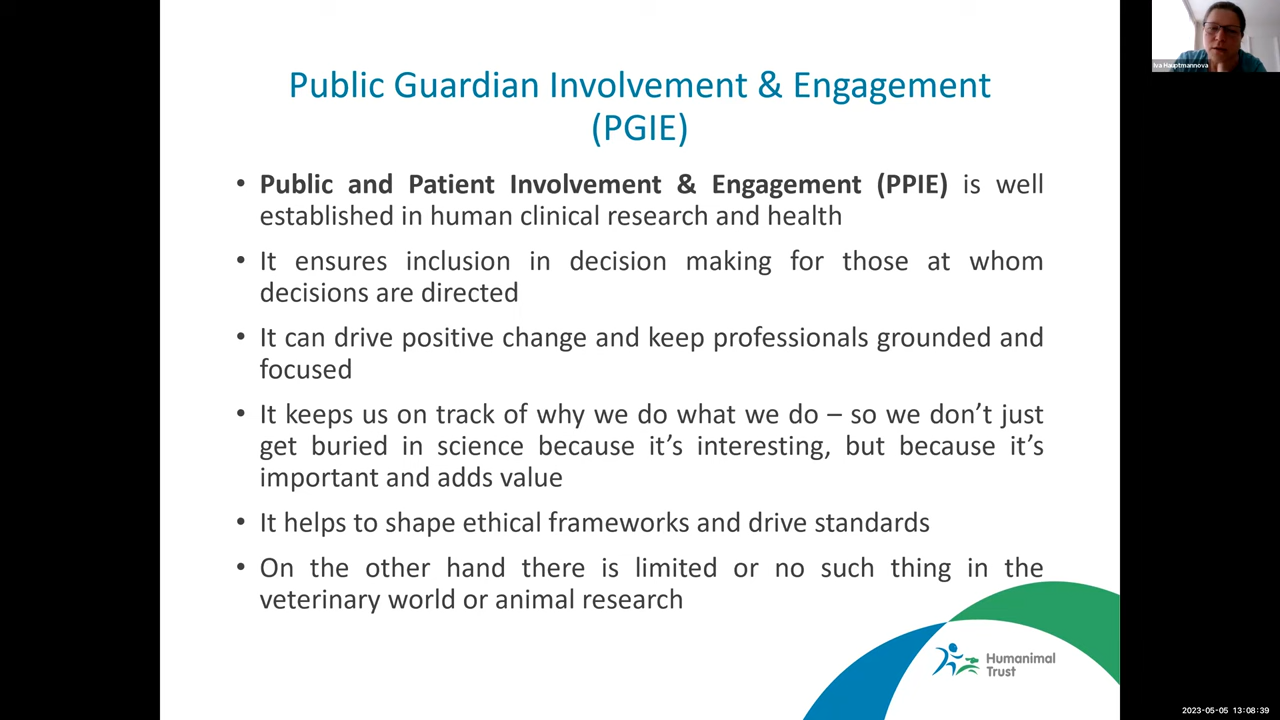 Iva Hauptmannova
Public Guardian Involvement & Engagement
(PGIE)
• Public and Patient Involvement & Engagement (PPIE) is well
established in human clinical research and health
• It ensures inclusion in decision making for those at whom
decisions are directed
• It can drive positive change and keep professionals grounded and
focused
• It keeps us on track of why we do what we do – so we don’t just
get buried in science because it’s interesting, but because it’s
important and adds value
• It helps to shape ethical frameworks and drive standards
• On the other hand there is limited or no such thing in the
veterinary world or animal research
Humanimal
Trust
2023-05-05 13:08:39